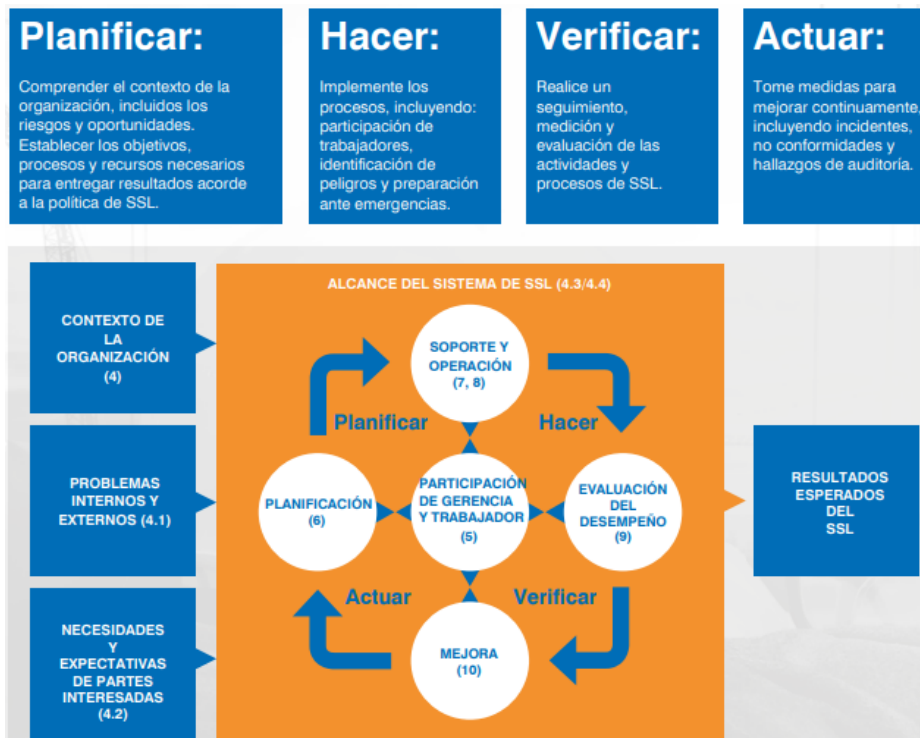 Planificar:
Comprender el contexto de la
organización, incluidos los
riesgos y oportunidades.
Establecer los objetivos,
procesos y recursos necesarios
para entregar resultados acorde
a la política de SSL.
Hacer:
Implemente los
procesos, incluyendo:
participación de
trabajadores,
identificación de
peligros y preparación
ante emergencias.
Verificar:
Realice un
seguimiento,
medición y
evaluación de las
actividades y
procesos de SSL.
Actuar:
Tome medidas para
mejorar continuamente,
incluyendo incidentes,
no conformidades y
hallazgos de auditoría.
CONTEXTO DE
LA
ORGANIZACIÓN
(4)
PROBLEMAS
INTERNOS Y
EXTERNOS (4.1)
NECESIDADES
Y
EXPECTATIVAS
DE PARTES
INTERESADAS
(4.2)
ALCANCE DEL SISTEMA DE SSL (4.3/4.4)
SOPORTE Y
OPERACIÓN
(7, 8)
Planificar
Hacer
PLANIFICACIÓN
(6)
PARTICIPACIÓN
DE GERENCIA
Y TRABAJADOR
(5)
EVALUACIÓN
DEL
DESEMPEÑO
(9)
Actuar
Verificar
MEJORA
(10)
RESULTADOS
ESPERADOS
DEL
SSL